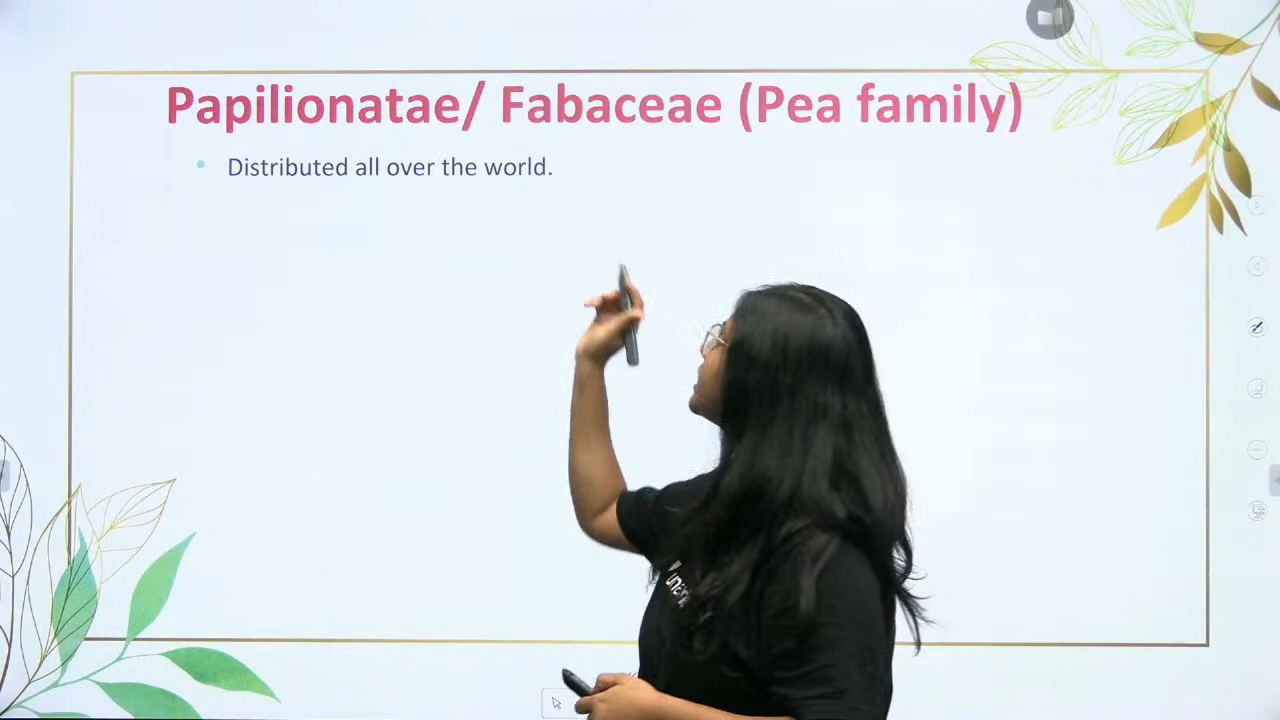 Papilionatae/ Fabaceae (Pea family)
Distributed all over the world.